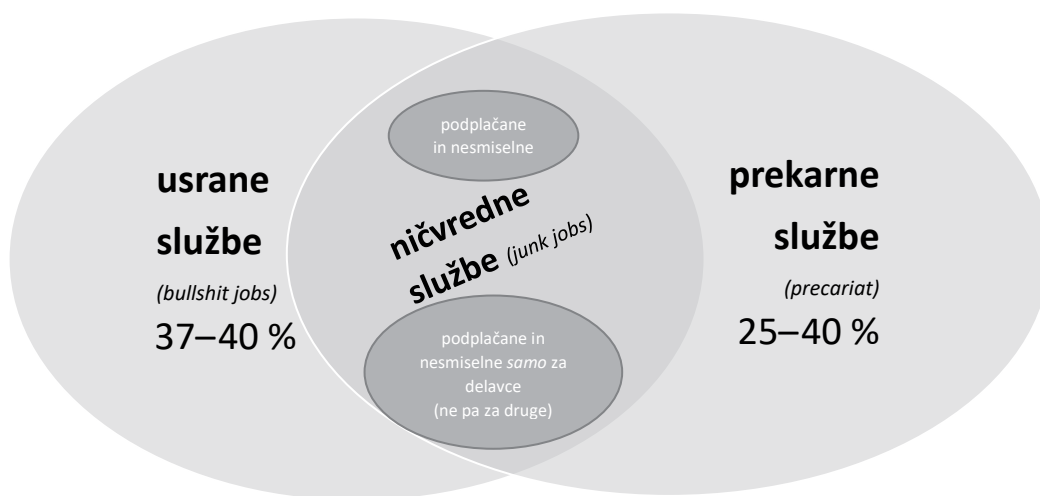 usrane
službe
(bullshit jobs)
37–40 %
podplačane
in nesmiselne
ničvredne
službe (junk jobs)
podplačane in
nesmiselne samo za
delavce
(ne pa za druge)
prekarne
službe
(precariat)
25–40 %